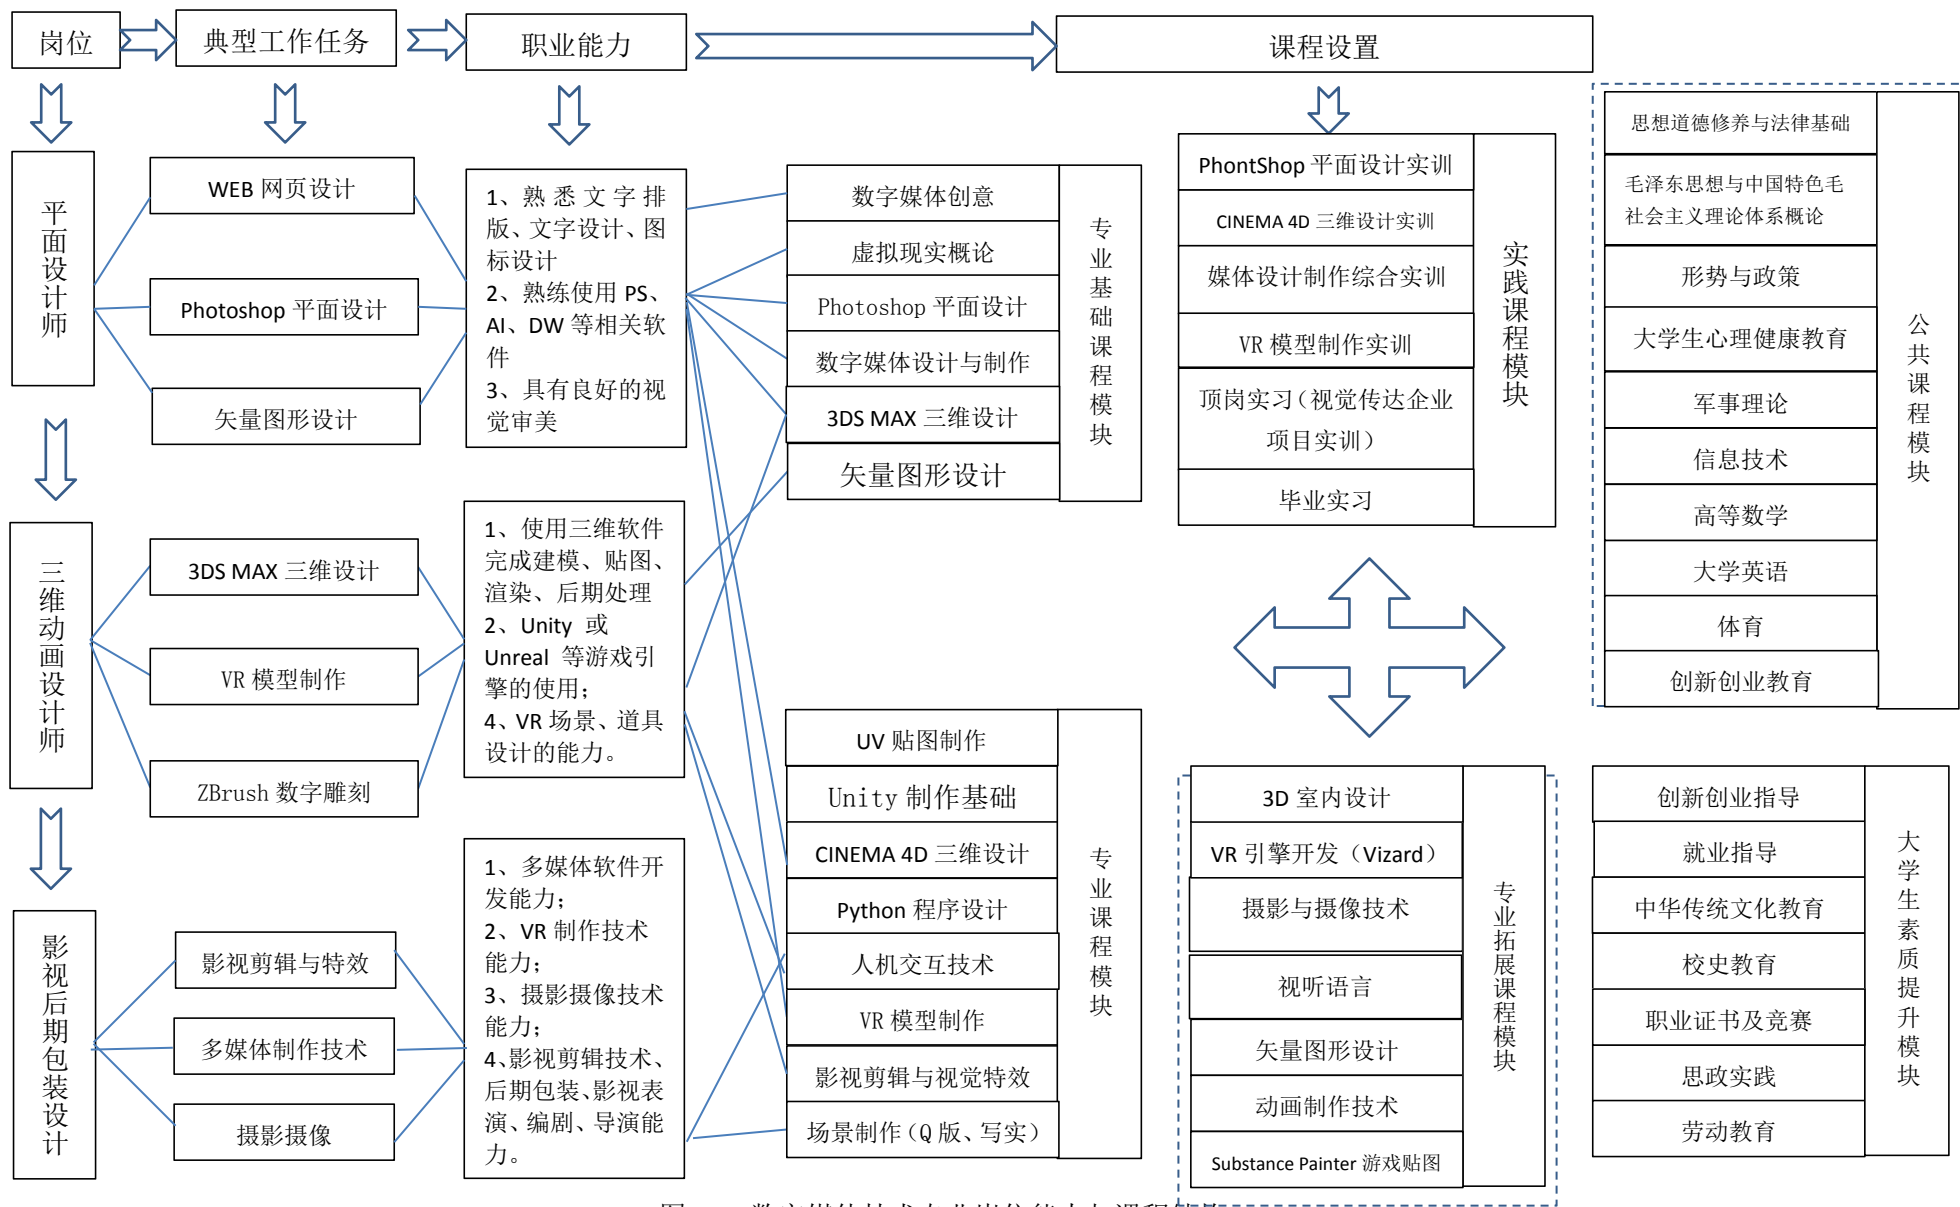 岗位
典型工作任务
职业能力
课程设置
平面设计师
WEB 网页设计
Photoshop 平面设计
矢量图形设计
1、熟悉文字排
版、文字设计、图
标设计
2、熟练使用 PS、
AI、DW 等相关软
件
3、具有良好的视
觉审美
三维动画设计师
3DS MAX 三维设计
VR 模型制作
ZBrush 数字雕刻
1、使用三维软件
完成建模、贴图、
渲染、后期处理
2、Unity 或
Unreal 等游戏引
擎的使用；
4、VR 场景、道具
设计的能力。
影视后期包装设计
影视剪辑与特效
多媒体制作技术
摄影摄像
1、多媒体软件开
发能力；
2、VR 制作技术
能力；
3、摄影摄像技术
能力；
4、影视剪辑技术、
后期包装、影视表
演、编剧、导演能
力。
数字媒体创意
虚拟现实概论
Photoshop 平面设计
数字媒体设计与制作
3DS MAX 三维设计
矢量图形设计
专业基础课程模块
UV 贴图制作
Unity 制作基础
CINEMA 4D 三维设计
Python 程序设计
人机交互技术
VR 模型制作
影视剪辑与视觉特效
场景制作（Q 版、写实）
专业课程模块
PhontShop 平面设计实训
CINEMA 4D 三维设计实训
媒体设计制作综合实训
VR 模型制作实训
顶岗实习（视觉传达企业
项目实训）
毕业实习
实践课程模块
3D 室内设计
VR 引擎开发（Vizard）
摄影与摄像技术
视听语言
矢量图形设计
动画制作技术
Substance Painter 游戏贴图
专业拓展课程模块
思想道德修养与法律基础
毛泽东思想与中国特色毛
社会主义理论体系概论
形势与政策
大学生心理健康教育
军事理论
信息技术
高等数学
大学英语
体育
创新创业教育
公共课程模块
创新创业指导
就业指导
中华传统文化教育
校史教育
职业证书及竞赛
思政实践
劳动教育
大学生素质提升模块